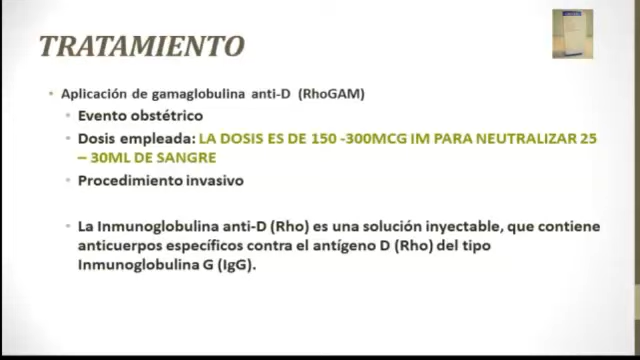 TRATAMIENTO
• Aplicación de gamaglobulina anti-D (RhoGAM)
• Evento obstétrico
• Dosis empleada: LA DOSIS ES DE 150 -300MCG IM PARA NEUTRALIZAR 25
– 30ML DE SANGRE
• Procedimiento invasivo
• La Inmunoglobulina anti-D (Rho) es una solución inyectable, que contiene
anticuerpos específicos contra el antígeno D (Rho) del tipo
Inmunoglobulina G (IgG).